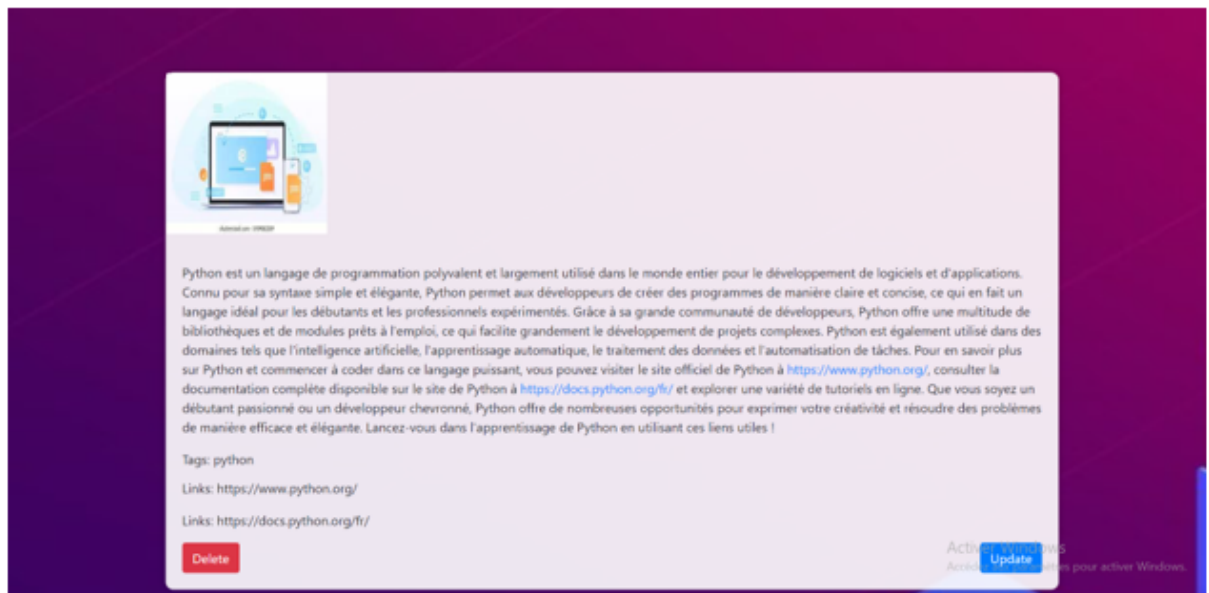 Python est un langage de programmation polyvalent et largement utilisé dans le monde entier pour le développement de logiciels et d'applications.
Connu pour sa syntaxe simple et élégante, Python permet aux développeurs de créer des programmes de manière claire et concise, ce qui en fait un
langage idéal pour les débutants et les professionnels expérimentés. Grâce à sa grande communauté de développeurs, Python offre une multitude de
bibliothèques et de modules prêts à l'emploi, ce qui facilite grandement le développement de projets complexes. Python est également utilisé dans des
domaines tels que l'intelligence artificielle, l'apprentissage automatique, le traitement des données et l'automatisation de tâches. Pour en savoir plus
sur Python et commencer à coder dans ce langage puissant, vous pouvez visiter le site officiel de Python à https://www.python.org/, consulter la
documentation complète disponible sur le site de Python à https://docs.python.org/fr/ et explorer une variété de tutoriels en ligne. Que vous soyez un
débutant passionné ou un développeur chevronné, Python offre de nombreuses opportunités pour exprimer votre créativité et résoudre des problèmes
de manière efficace et élégante. Lancez-vous dans l'apprentissage de Python en utilisant ces liens utiles !
Tags: python
Links: https://www.python.org/
Links: https://docs.python.org/fr/
Delete
Update
Activer Windows
pour activer Windows.